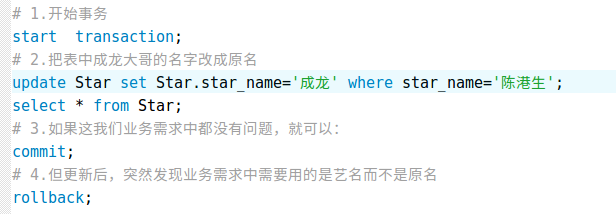 # 1.开始事务
start  transaction;
# 2.把表中成龙大哥的名字改成原名
update Star set Star.star_name='成龙' where star_name='陈港生';
select * from Star;
# 3.如果这我们业务需求中都没有问题，就可以：
commit;
# 4.但更新后，突然发现业务需求中需要用的是艺名而不是原名
rollback;